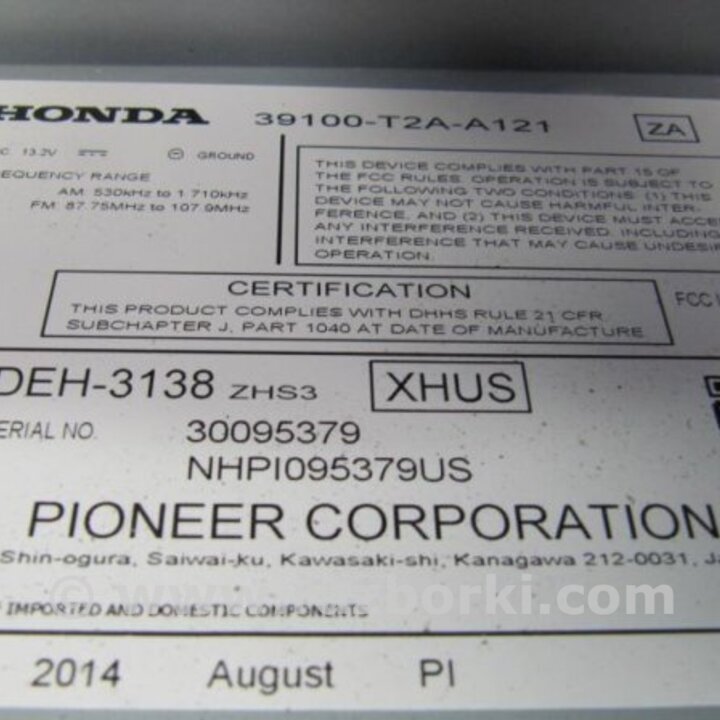 HONDA 39100-T2A-A121 ZA
C 13.2V GROUND
EQUENCY RANGE
AM: 530kHz to 1.710kHz
FM: 87.75MHz to 107.9MHz
THIS DEVICE COMPLIES WITH PART 15 OF
THE FCC RULES. OPERATION IS SUBJECT TO
THE FOLLOWING TWO CONDITIONS: (1) THIS
DEVICE MAY NOT CAUSE HARMFUL INTER-
FERENCE, AND (2) THIS DEVICE MUST ACCE
ANY INTERFERENCE RECEIVED, INCLUDING
INTERFERENCE THAT MAY CAUSE UNDESIR
OPERATION.
CERTIFICATION
THIS PRODUCT COMPLIES WITH DHHS RULE 21 CFR
SUBCHAPTER J, PART 1040 AT DATE OF MANUFACTURE
FCC
DEH-3138 ZHS3 XHUS
ERIAL NO. 30095379
NHPI095379US
PIONEER CORPORATION
Shin-ogura, Saiwai-ku, Kawasaki-shi, Kanagawa 212-0031, Ja
F IMPORTED AND DOMESTIC COMPONENTS
2014 August PI